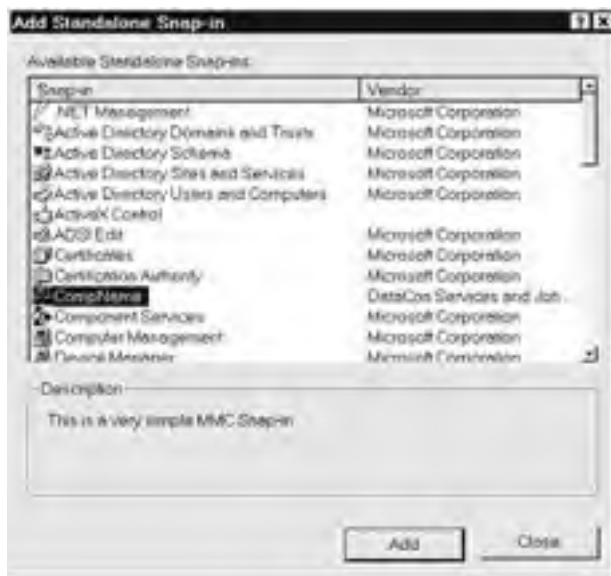 Add Standalone Snap-in
Available Standalone Snap-ins:
Snap-in Vendor
.NET Management Microsoft Corporation
Active Directory Domains and Trusts Microsoft Corporation
Active Directory Schema Microsoft Corporation
Active Directory Sites and Services Microsoft Corporation
Active Directory Users and Computers Microsoft Corporation
ActiveX Control
ADSI Edit Microsoft Corporation
Certificates Microsoft Corporation
Certification Authority Microsoft Corporation
CompName DataCon Services and Joh...
Component Services Microsoft Corporation
Computer Management Microsoft Corporation
Device Manager Microsoft Corporation
Description
This is a very simple MMC Snap-in
Add Close